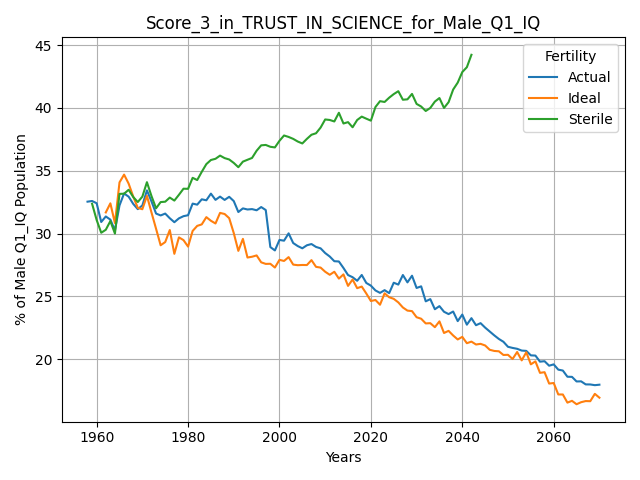 Score_3_in_TRUST_IN_SCIENCE_for_Male_Q1_IQ
Fertility
Actual
Ideal
Sterile
% of Male Q1_IQ Population
45
40
35
30
25
20
1960 1980 2000 2020 2040 2060
Years